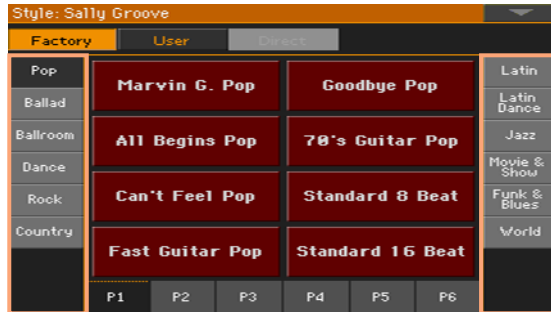 Style: Sally Groove
Factory
User
Direct
Pop
Ballad
Ballroom
Dance
Rock
Country
Marvin G. Pop
Goodbye Pop
All Begins Pop
70's Guitar Pop
Can't Feel Pop
Standard 8 Beat
Fast Guitar Pop
Standard 16 Beat
Latin
Latin
Dance
Jazz
Movie &
Show
Funk &
Blues
World
P1
P2
P3
P4
P5
P6